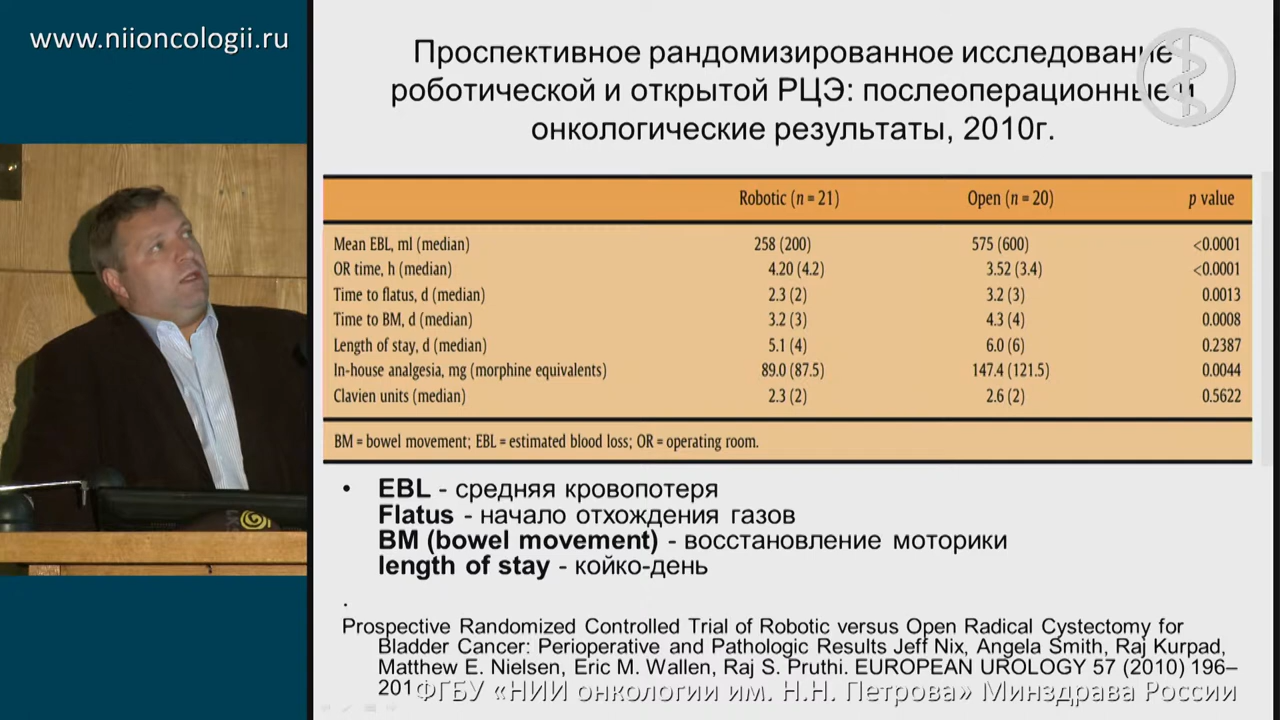 www.niioncologii.ru
Проспективное рандомизированное исследование
роботической и открытой РЦЭ: послеоперационные и
онкологические результаты, 2010г.
Robotic (n = 21) Open (n = 20) p value
Mean EBL, ml (median) 258 (200) 575 (600) <0.0001
OR time, h (median) 4.20 (4.2) 3.52 (3.4) <0.0001
Time to flatus, d (median) 2.3 (2) 3.2 (3) 0.0013
Time to BM, d (median) 3.2 (3) 4.3 (4) 0.0008
Length of stay, d (median) 5.1 (4) 6.0 (6) 0.2387
In-house analgesia, mg (morphine equivalents) 89.0 (87.5) 147.4 (121.5) 0.0044
Clavien units (median) 2.3 (2) 2.6 (2) 0.5622
BM = bowel movement; EBL = estimated blood loss; OR = operating room.
• EBL - средняя кровопотеря
Flatus - начало отхождения газов
BM (bowel movement) - восстановление моторики
length of stay - койко-день
.
Prospective Randomized Controlled Trial of Robotic versus Open Radical Cystectomy for
Bladder Cancer: Perioperative and Pathologic Results Jeff Nix, Angela Smith, Raj Kurpad,
Matthew E. Nielsen, Eric M. Wallen, Raj S. Pruthi. EUROPEAN UROLOGY 57 (2010) 196–
201
ФГБУ «НИИ онкологии им. Н.Н. Петрова» Минздрава России